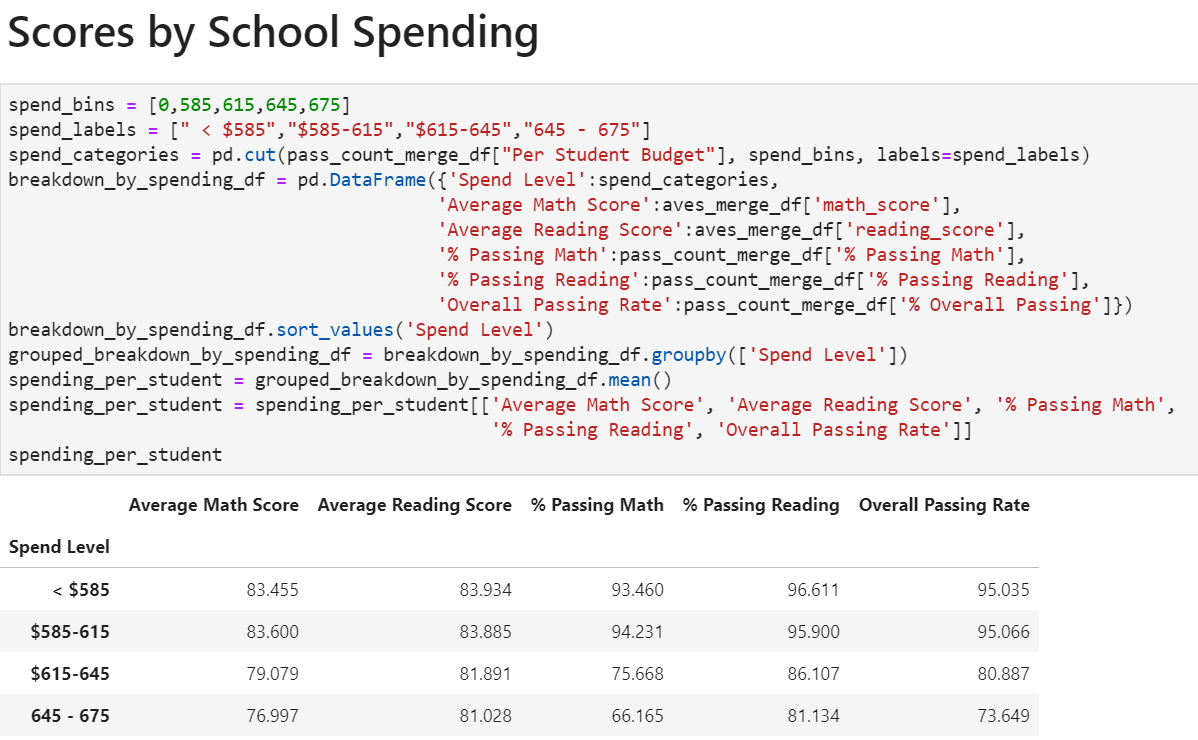 Scores by School Spending
spend_bins = [0,585,615,645,675]
spend_labels = [" < $585","$585-615","$615-645","645 - 675"]
spend_categories = pd.cut(pass_count_merge_df["Per Student Budget"], spend_bins, labels=spend_labels)
breakdown_by_spending_df = pd.DataFrame({'Spend Level':spend_categories,
'Average Math Score':aves_merge_df['math_score'],
'Average Reading Score':aves_merge_df['reading_score'],
'% Passing Math':pass_count_merge_df['% Passing Math'],
'% Passing Reading':pass_count_merge_df['% Passing Reading'],
'Overall Passing Rate':pass_count_merge_df['% Overall Passing']})
breakdown_by_spending_df.sort_values('Spend Level')
grouped_breakdown_by_spending_df = breakdown_by_spending_df.groupby(['Spend Level'])
spending_per_student = grouped_breakdown_by_spending_df.mean()
spending_per_student = spending_per_student[['Average Math Score', 'Average Reading Score', '% Passing Math',
'% Passing Reading', 'Overall Passing Rate']]
spending_per_student
Average Math Score Average Reading Score % Passing Math % Passing Reading Overall Passing Rate
Spend Level
< $585 83.455 83.934 93.460 96.611 95.035
$585-615 83.600 83.885 94.231 95.900 95.066
$615-645 79.079 81.891 75.668 86.107 80.887
645 - 675 76.997 81.028 66.165 81.134 73.649